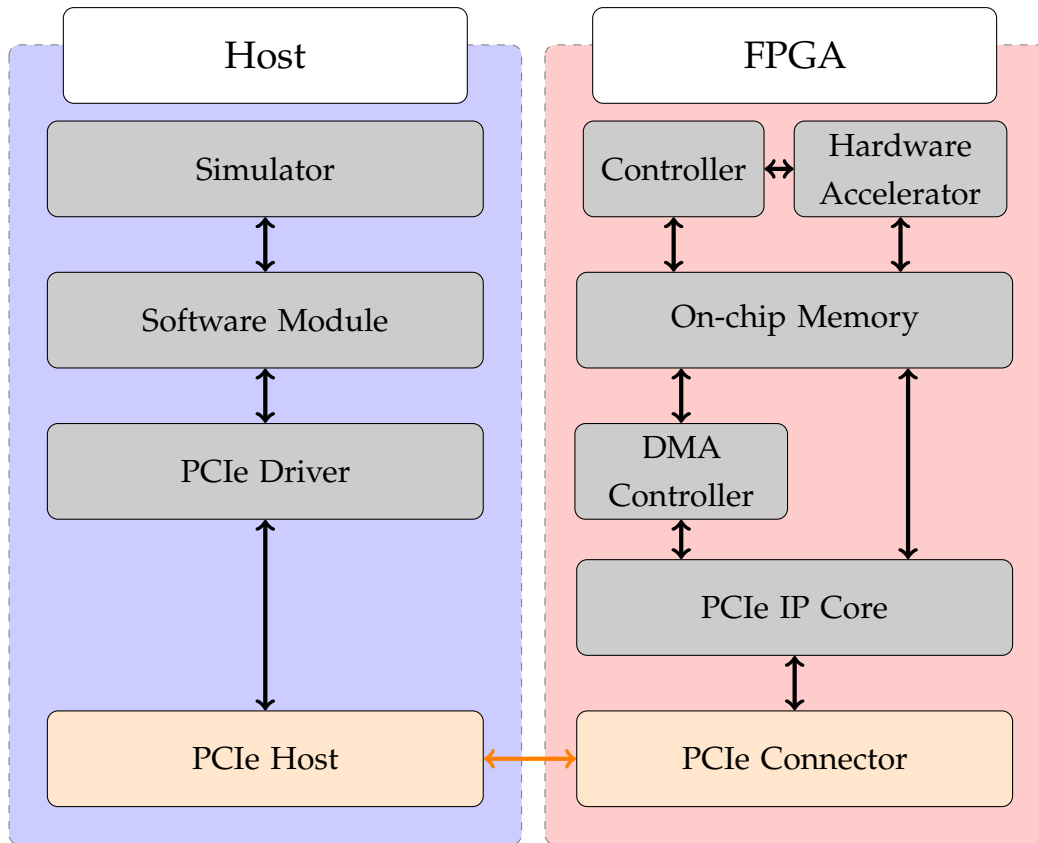 Host
Simulator
Software Module
PCIe Driver
PCIe Host
FPGA
Controller
Hardware
Accelerator
On-chip Memory
DMA
Controller
PCIe IP Core
PCIe Connector